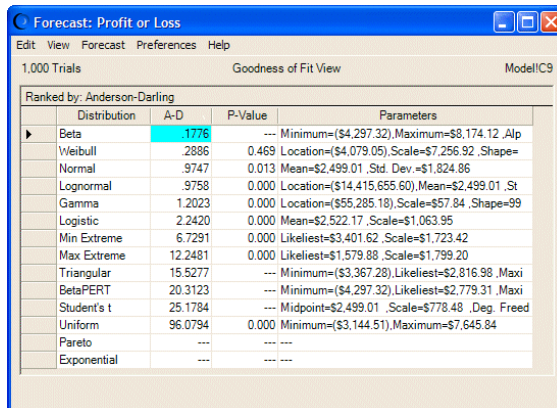 Forecast: Profit or Loss
Edit View Forecast Preferences Help
1,000 Trials Goodness of Fit View Model!C9
Ranked by: Anderson-Darling
Distribution A-D P-Value Parameters
Beta .1776 --- Minimum=($4,297.32),Maximum=$8,174.12 ,Alp
Weibull .2886 0.469 Location=($4,079.05),Scale=$7,256.92 ,Shape=
Normal .9747 0.013 Mean=$2,499.01 ,Std. Dev.=$1,824.86
Lognormal .9758 0.000 Location=($14,415,655.60),Mean=$2,499.01 ,St
Gamma 1.2023 0.000 Location=($55,285.18),Scale=$57.84 ,Shape=99
Logistic 2.2420 0.000 Mean=$2,522.17 ,Scale=$1,063.95
Min Extreme 6.7291 0.000 Likeliest=$3,401.62 ,Scale=$1,723.42
Max Extreme 12.2481 0.000 Likeliest=$1,579.88 ,Scale=$1,799.20
Triangular 15.5277 --- Minimum=($3,367.28),Likeliest=$2,816.98 ,Maxi
BetaPERT 20.3123 --- Minimum=($4,297.32),Likeliest=$2,779.31 ,Maxi
Student's t 25.1784 --- Midpoint=$2,499.01 ,Scale=$778.48 ,Deg. Freed
Uniform 96.0794 0.000 Minimum=($3,144.51),Maximum=$7,645.84
Pareto --- --- ---
Exponential --- --- ---